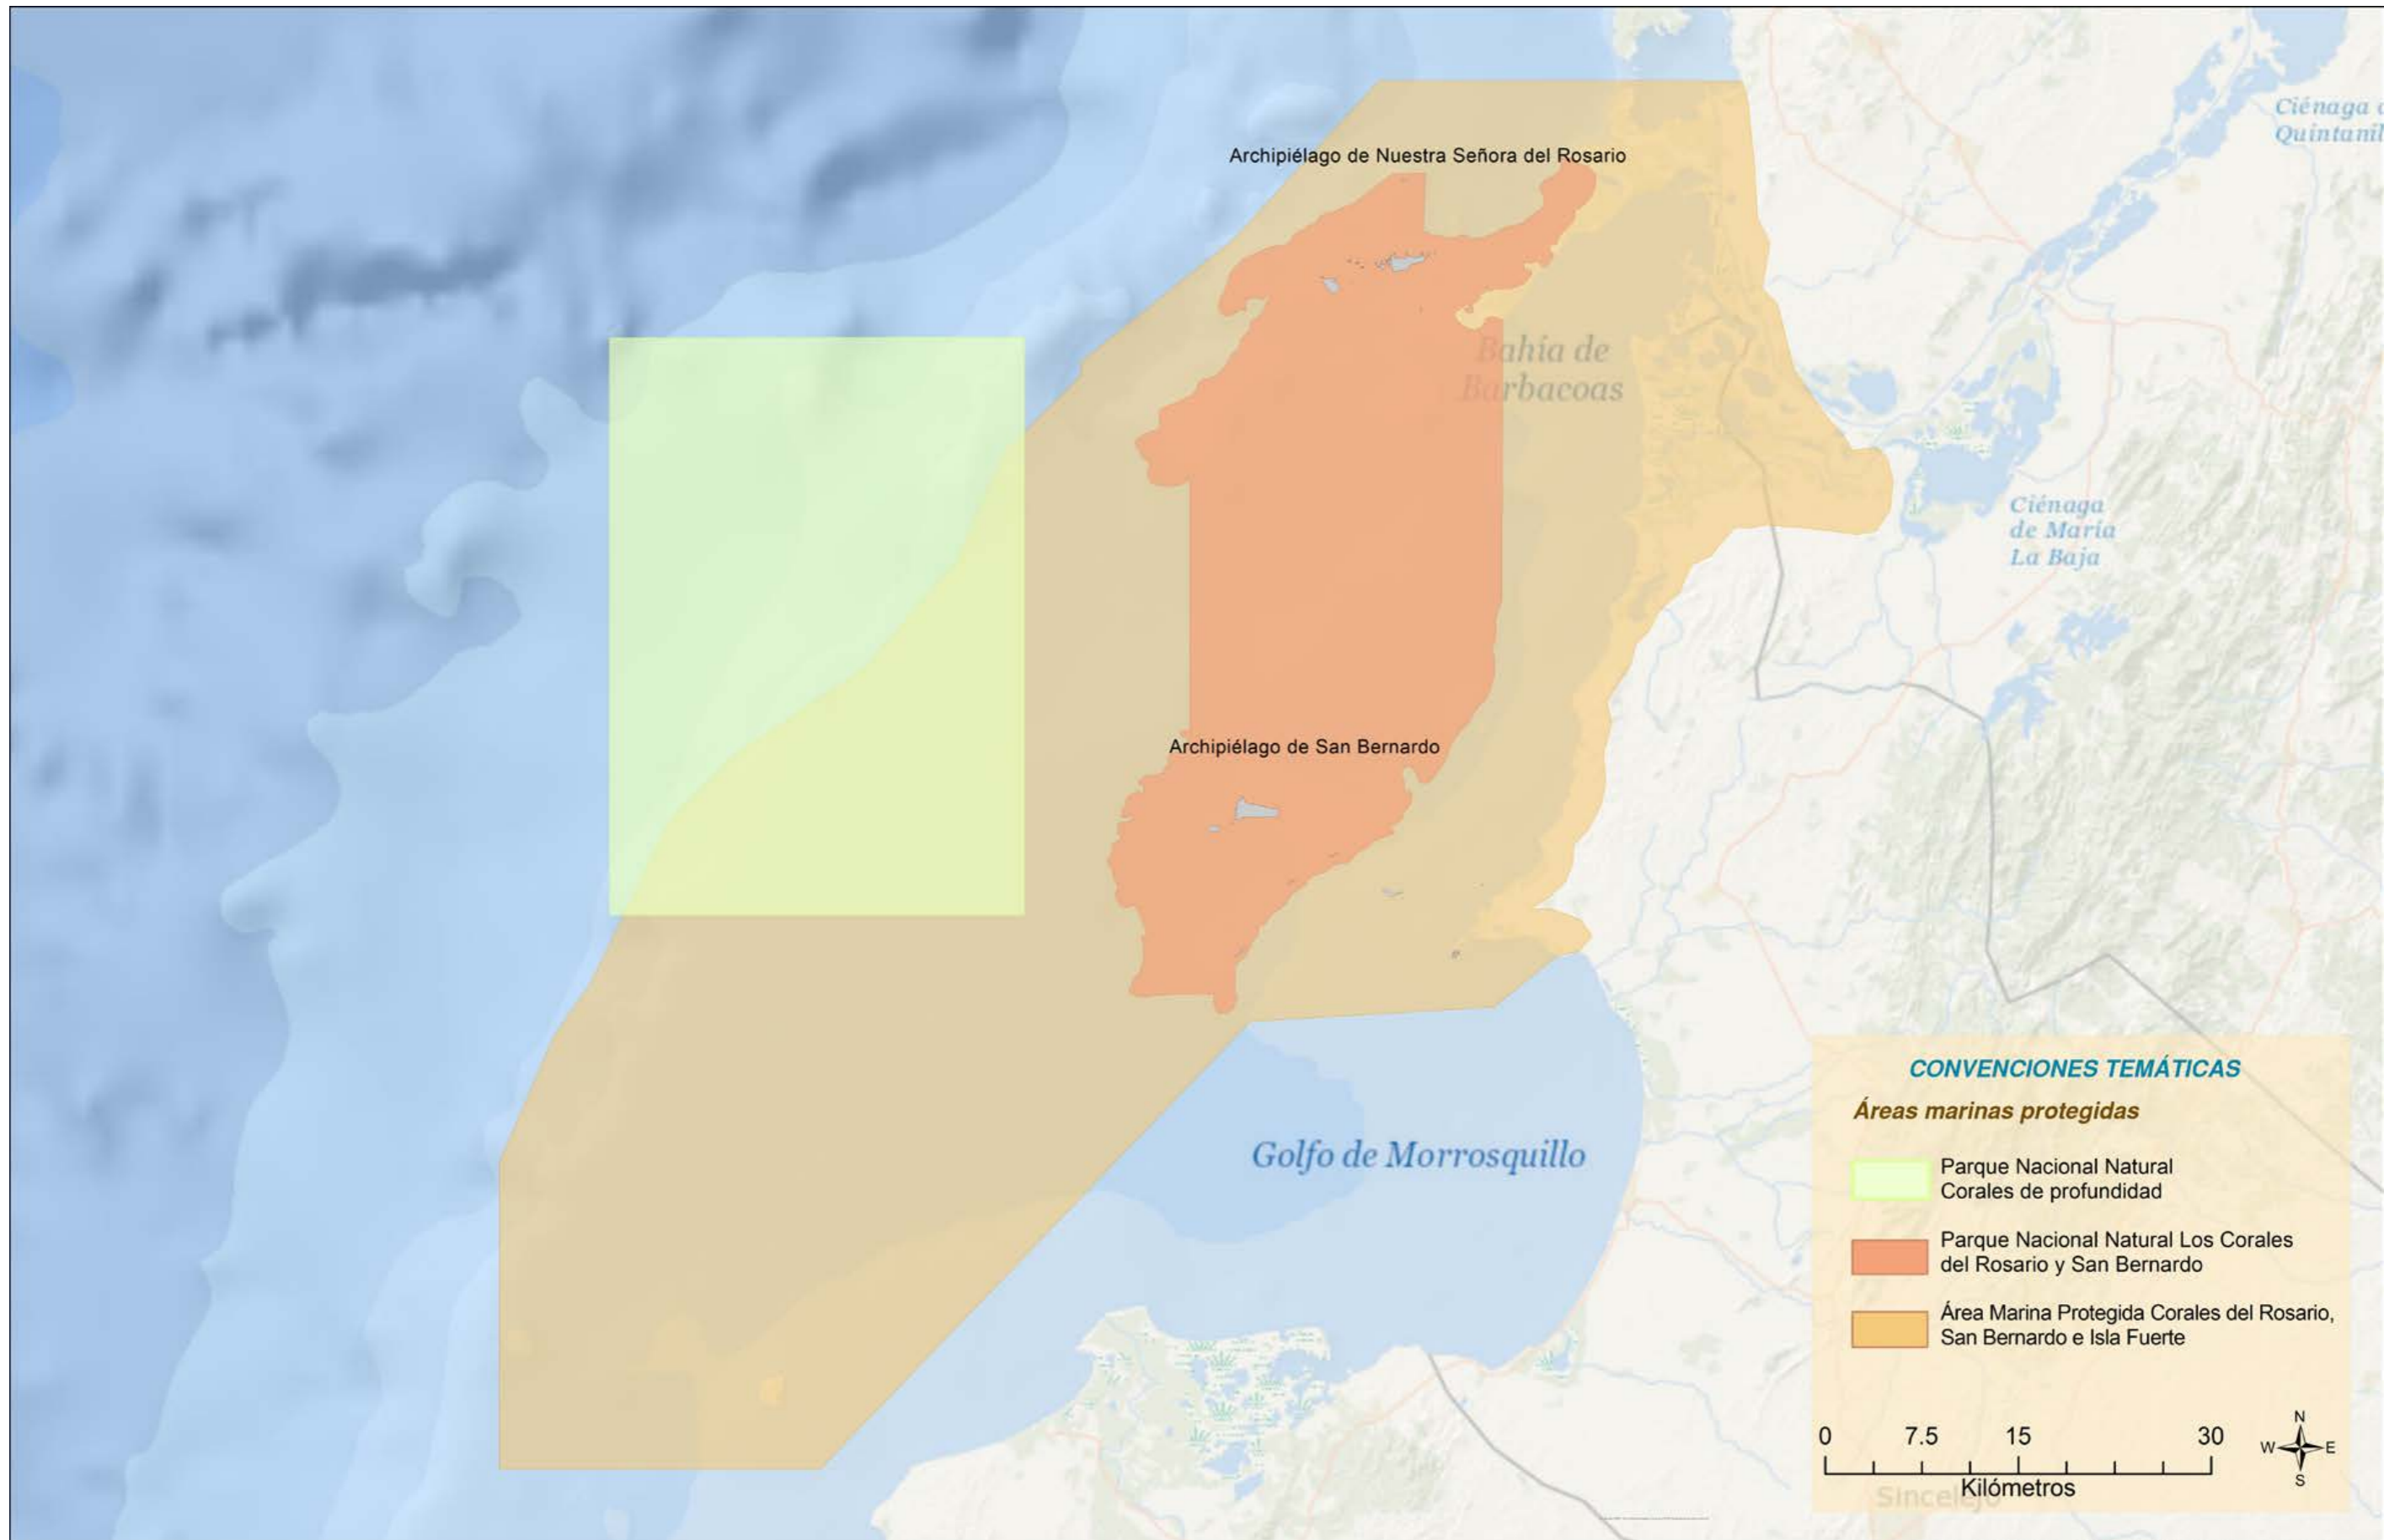 Ciénaga
Quintanil
Archipiélago de Nuestra Señora del Rosario
Bahía de
Barbacoas
Ciénaga
de María
La Baja
Archipiélago de San Bernardo
Golfo de Morrosquillo
CONVENCIONES TEMÁTICAS
Áreas marinas protegidas
Parque Nacional Natural
Corales de profundidad
Parque Nacional Natural Los Corales
del Rosario y San Bernardo
Área Marina Protegida Corales del Rosario,
San Bernardo e Isla Fuerte
0 7.5 15 30
Kilómetros
N
W E
S
Sincelejo